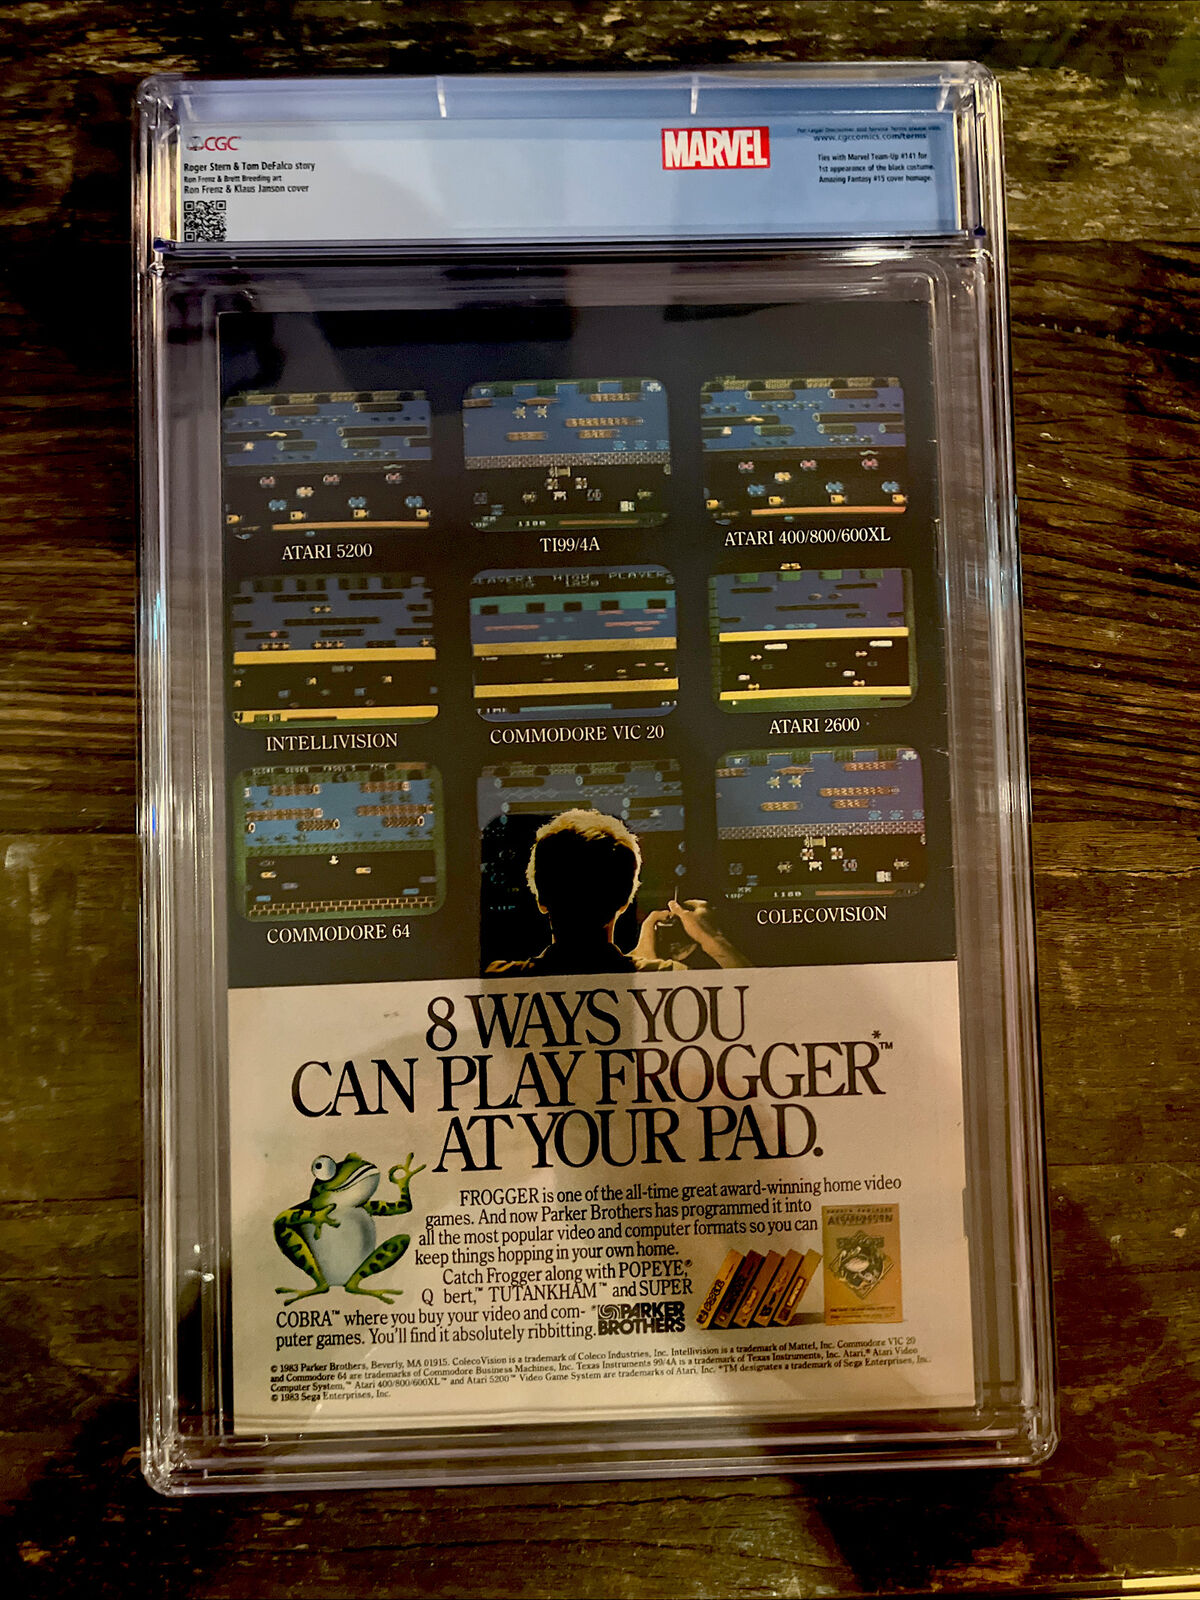 CGC
Roger Stern & Tom DeFalco story
Ron Frenz & Brett Breeding art
Ron Frenz & Klaus Janson cover
MARVEL
For Legal Disclaimer and Service Terms please visit:
www.cgccomics.com/terms
Ties with Marvel Team-Up #141 for
1st appearance of the black costume.
Amazing Fantasy #15 cover homage.
ATARI 5200
TI99/4A
ATARI 400/800/600XL
INTELLIVISION
COMMODORE VIC 20
ATARI 2600
COMMODORE 64
COLECOVISION
8 WAYS YOU
CAN PLAY FROGGER*™
AT YOUR PAD.
FROGGER is one of the all-time great award-winning home video
games. And now Parker Brothers has programmed it into
all the most popular video and computer formats so you can
keep things hopping in your own home.
Catch Frogger along with POPEYE,®
Q bert,™ TUTANKHAM™ and SUPER
COBRA™ where you buy your video and com-
puter games. You'll find it absolutely ribbitting.
PARKER
BROTHERS
© 1983 Parker Brothers, Beverly, MA 01915. ColecoVision is a trademark of Coleco Industries, Inc. Intellivision is a trademark of Mattel, Inc. Commodore VIC 20
and Commodore 64 are trademarks of Commodore Business Machines, Inc. Texas Instruments 99/4A is a trademark of Texas Instruments, Inc. Atari,® Atari Video
Computer System,™ Atari 400/800/600XL™ and Atari 5200™ Video Game System are trademarks of Atari, Inc. *TM designates a trademark of Sega Enterprises, Inc.
© 1983 Sega Enterprises, Inc.